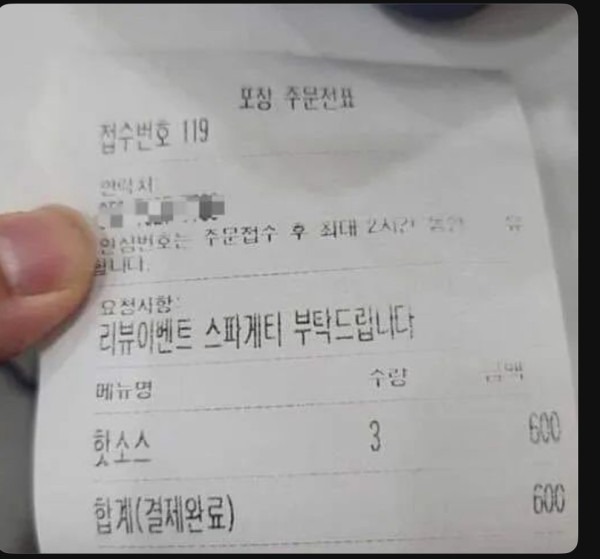 포장 주문전표
접수번호 119
연락처:
안심번호는 주문접수 후 최대 2시간 동안 유
합니다.
요청사항:
리뷰이벤트 스파게티 부탁드립니다
메뉴명 수량 금액
핫소스 3 600
합계(결제완료) 600